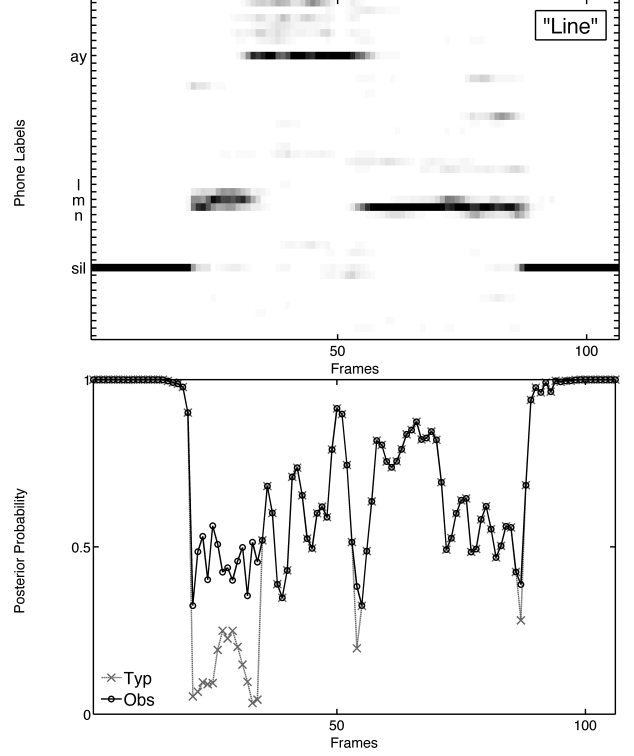 "Line"
ay
Phone Labels
l
m
n
sil
50 100
Frames
1
0.5
0
Posterior Probability
Typ
Obs
50 100
Frames